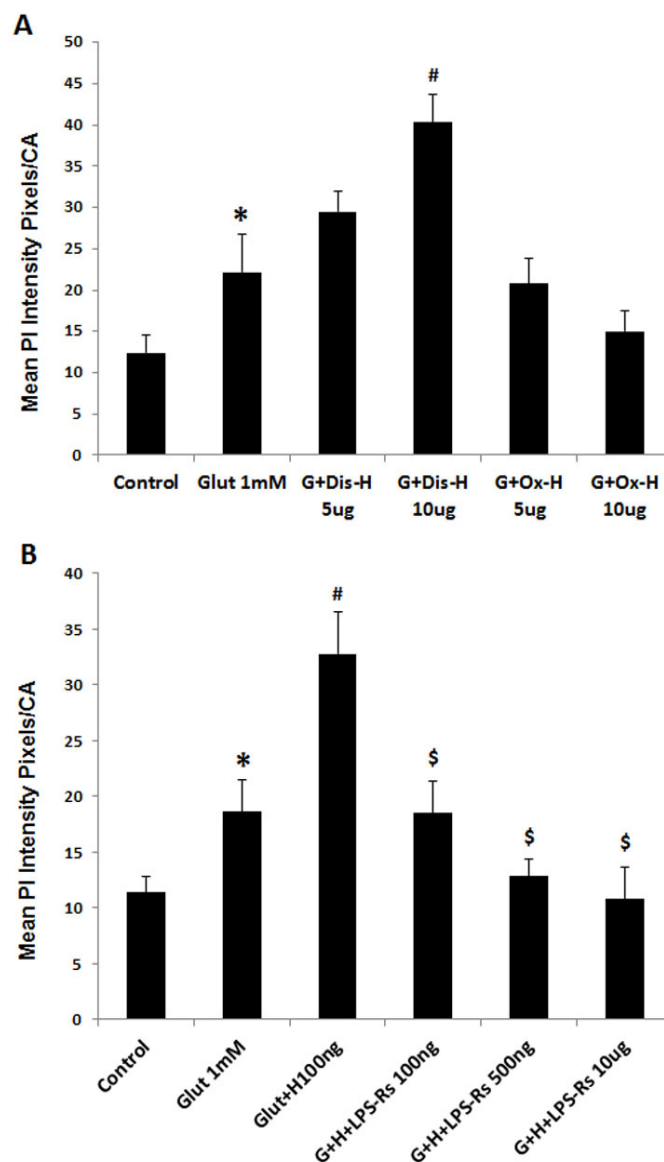 A
Mean PI Intensity Pixels/CA
50
45
40
35
30
25
20
15
10
5
0
*
#
Control
Glut 1mM
G+Dis-H
5ug
G+Dis-H
10ug
G+Ox-H
5ug
G+Ox-H
10ug
B
Mean PI Intensity Pixels/CA
40
35
30
25
20
15
10
5
0
*
#
$
$
$
Control
Glut 1mM
Glut+H100ng
G+H+LPS-Rs 100ng
G+H+LPS-Rs 500ng
G+H+LPS-Rs 10ug